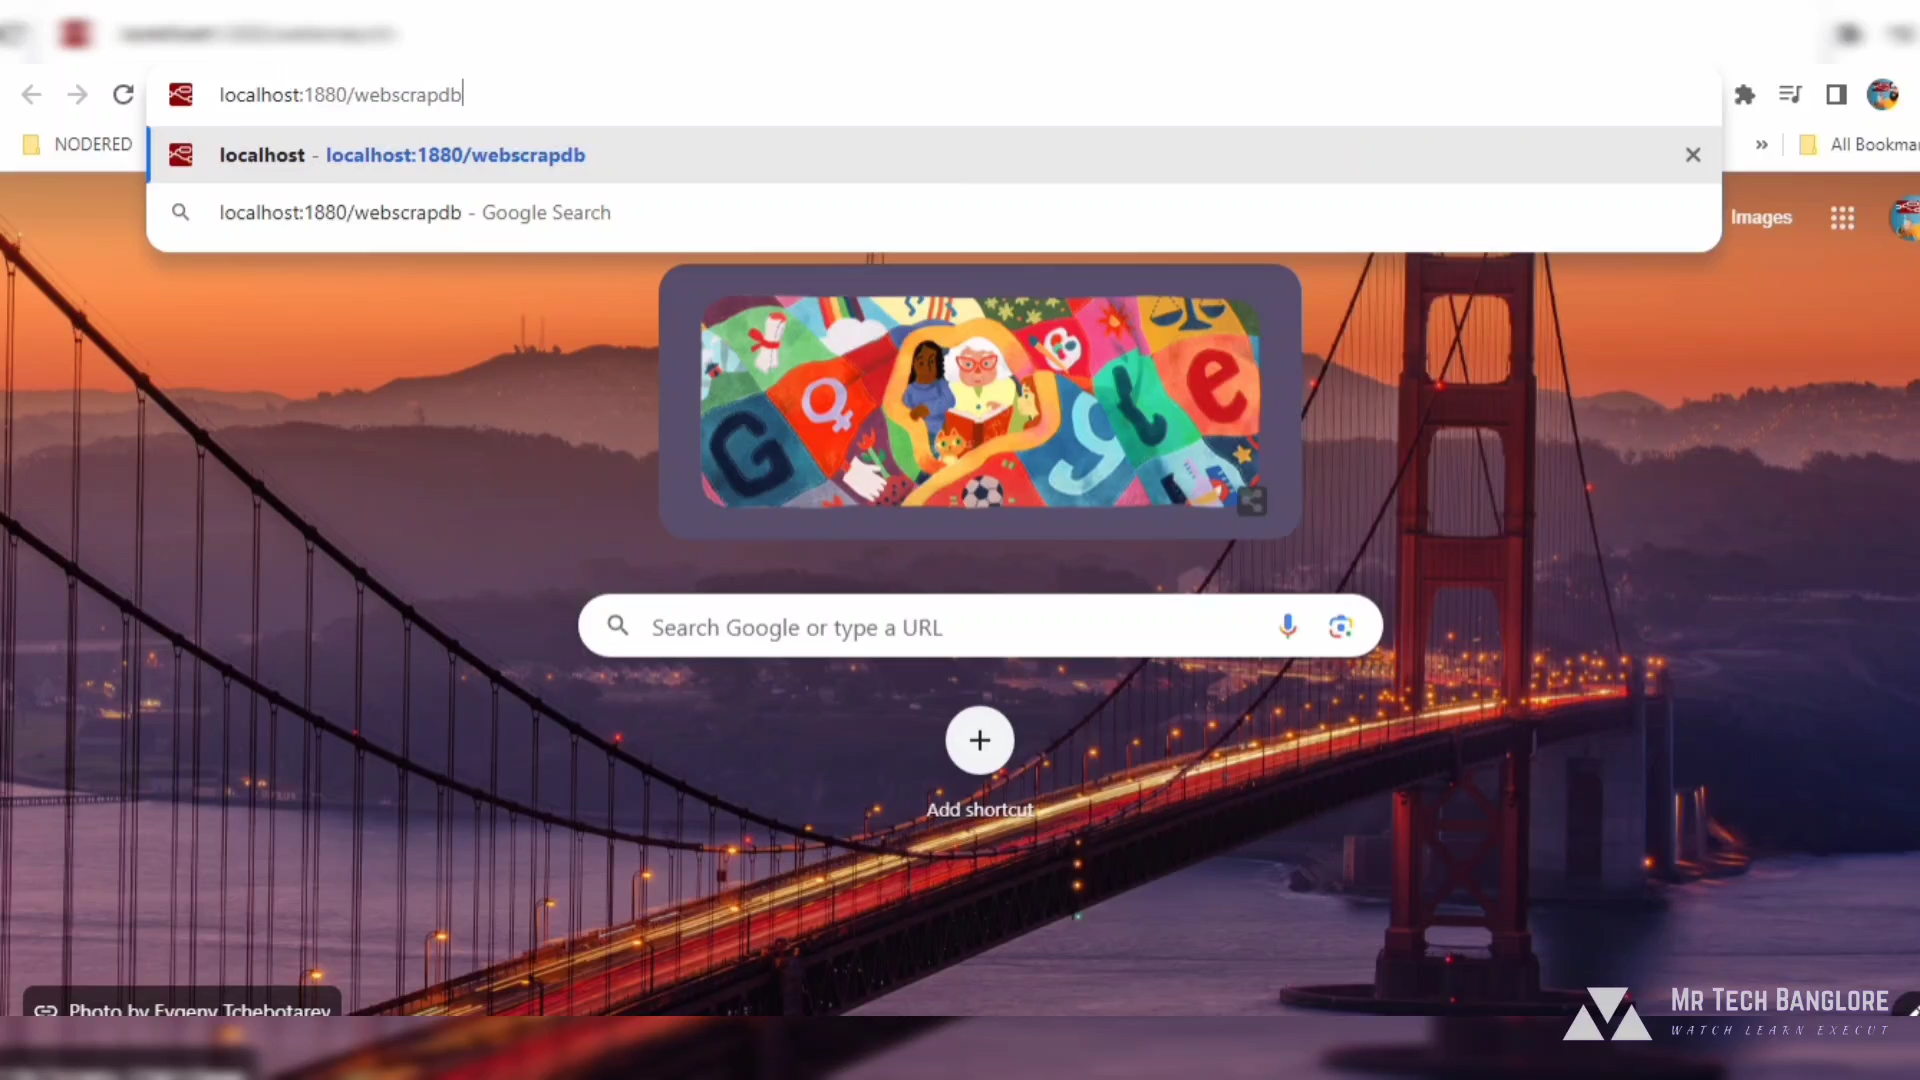 localhost:1880/webscrapdb
NODERED
localhost - localhost:1880/webscrapdb
All Bookmar
localhost:1880/webscrapdb - Google Search
Images
G g l e
Search Google or type a URL
Add shortcut
Photo by Evgeny Tchebotarev
MR TECH BANGLORE
WATCH LEARN EXECUT